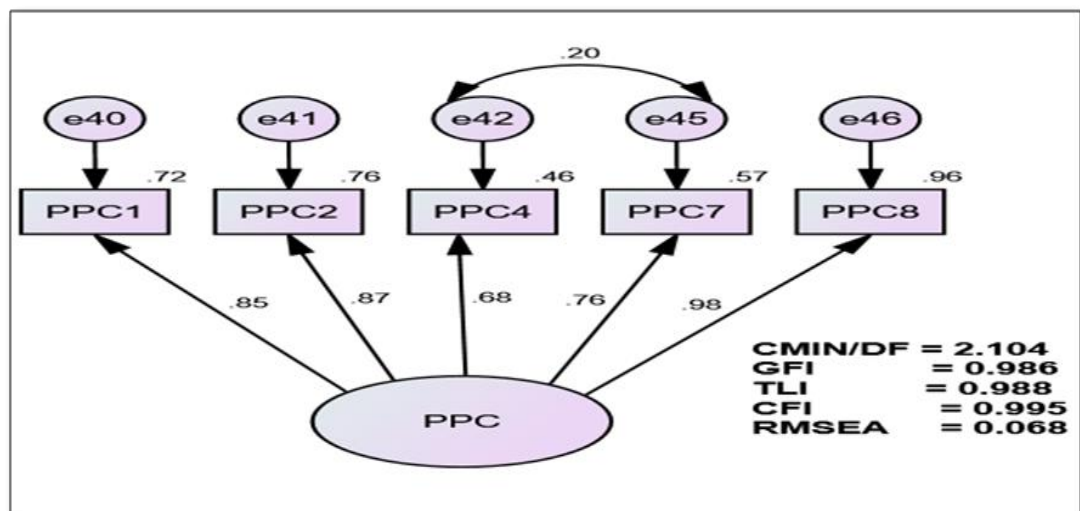 .20
e40 e41 e42 e45 e46
.72 .76 .46 .57 .96
PPC1 PPC2 PPC4 PPC7 PPC8
.85 .87 .68 .76 .98
CMIN/DF = 2.104
GFI = 0.986
TLI = 0.988
CFI = 0.995
RMSEA = 0.068
PPC